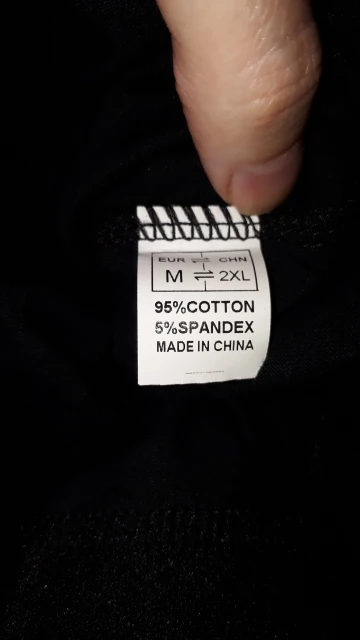 EUR ⇌ CHN
M ⇌ 2XL
95%COTTON
5%SPANDEX
MADE IN CHINA